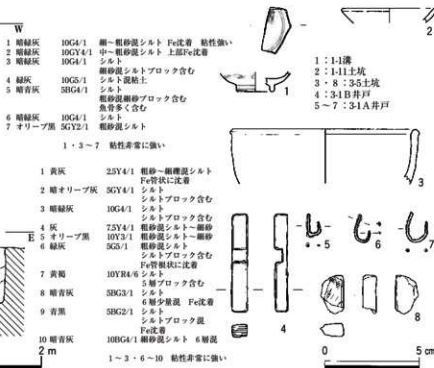 W
1 暗緑灰 10G4/1 細～粗砂混シルト Fe沈着 粘性強い
2 暗緑灰 10GY4/1 中～粗砂混シルト 上部Fe沈着
3 暗緑灰 10G4/1 シルト
細砂混シルトブロック含む
4 緑灰 10G5/1 シルト混粘土
5 暗青灰 5BG4/1 シルト
粗砂混細砂ブロック含む
魚骨多く含む
6 暗緑灰 10G4/1 シルト
7 オリーブ黒 5GY2/1 粗砂混シルト
1・3～7 粘性非常に強い
1 黄灰 2.5Y4/1 粗砂～細礫混シルト
Fe管状に沈着
2 暗オリーブ灰 5GY4/1 シルト
シルトブロック含む
3 暗緑灰 10G4/1 シルト
シルトブロック含む
4 灰 7.5Y4/1 粗砂混シルト～細砂
5 オリーブ黒 10Y3/1 粗砂混シルト～細砂
6 緑灰 5G5/1 粗砂混シルト
シルトブロック含む
Fe管根状に沈着
7 黄褐 10YR4/6 シルト
5層ブロック含む
8 暗青灰 5BG3/1 シルト
6層少量混 Fe沈着
9 青黒 5BG2/1 シルト
シルトブロック混
Fe沈着
10 暗青灰 10BG4/1 細砂混シルト 6層混
1～3・6～10 粘性非常に強い
E
2 m
1
2
1：1-1溝
2：1-11土坑
3・8：3-5土坑
4：3-1B井戸
5～7：3-1A井戸
3
4
5
6
7
8
0 5 cm